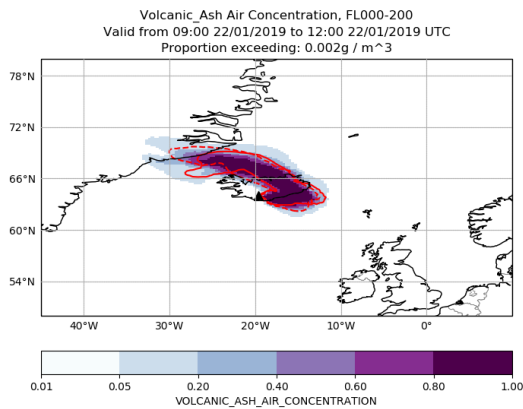 Volcanic_Ash Air Concentration, FL000-200
Valid from 09:00 22/01/2019 to 12:00 22/01/2019 UTC
Proportion exceeding: 0.002g / m^3
78°N
72°N
66°N
60°N
54°N
40°W 30°W 20°W 10°W 0°
0.01 0.05 0.20 0.40 0.60 0.80 1.00
VOLCANIC_ASH_AIR_CONCENTRATION